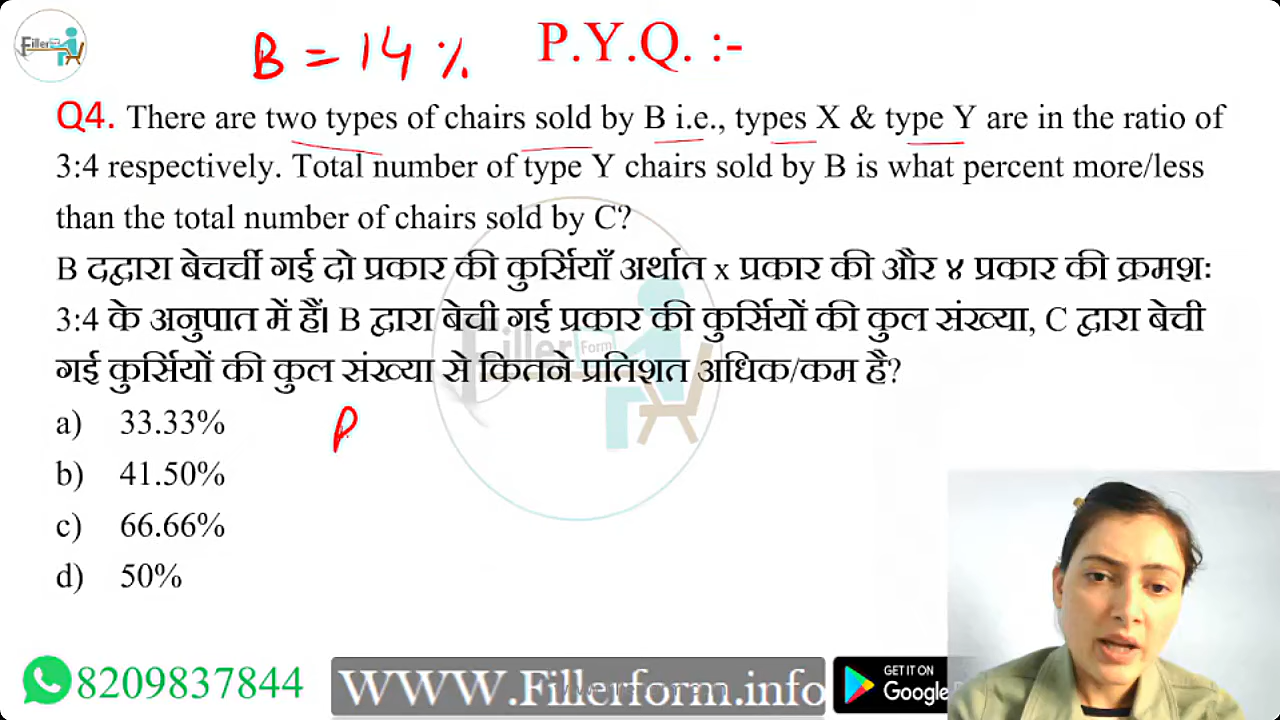 Filler Form
B = 14 %
P.Y.Q. :-
Q4. There are two types of chairs sold by B i.e., types X & type Y are in the ratio of
3:4 respectively. Total number of type Y chairs sold by B is what percent more/less
than the total number of chairs sold by C?
B दद्वारा बेचर्ची गई दो प्रकार की कुर्सियाँ अर्थात x प्रकार की और ४ प्रकार की क्रमशः
3:4 के अनुपात में हैं। B द्वारा बेची गई प्रकार की कुर्सियों की कुल संख्या, C द्वारा बेची
गई कुर्सियों की कुल संख्या से कितने प्रतिशत अधिक/कम है?
Filler Form
a) 33.33%
b) 41.50%
c) 66.66%
d) 50%
8209837844
WWW.Fillerform.info
GET IT ON
Google